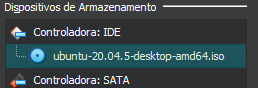 Dispositivos de Armazenamento
Controladora: IDE
ubuntu-20.04.5-desktop-amd64.iso
Controladora: SATA